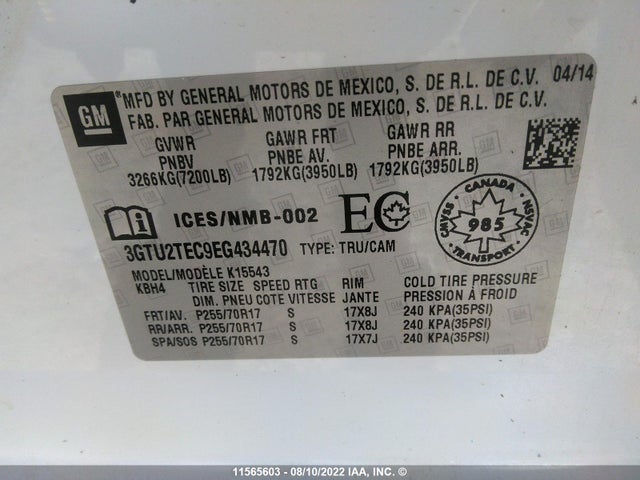 GM ® MFD BY GENERAL MOTORS DE MEXICO, S. DE R.L. DE C.V. 04/14
FAB. PAR GENERAL MOTORS DE MEXICO, S. DE R.L. DE C.V.
GVWR GAWR FRT GAWR RR
PNBV PNBE AV. PNBE ARR.
3266KG(7200LB) 1792KG(3950LB) 1792KG(3950LB)
ICES/NMB-002 EC
CANADA
CMVSS 985 NSVAC
TRANSPORT
3GTU2TEC9EG434470 TYPE: TRU/CAM
MODEL/MODÈLE K15543
KBH4 TIRE SIZE SPEED RTG RIM COLD TIRE PRESSURE
DIM. PNEU COTE VITESSE JANTE PRESSION À FROID
FRT/AV. P255/70R17 S 17X8J 240 KPA(35PSI)
RR/ARR. P255/70R17 S 17X8J 240 KPA(35PSI)
SPA/SOS P255/70R17 S 17X7J 240 KPA(35PSI)
11565603 - 08/10/2022 IAA, INC. ©